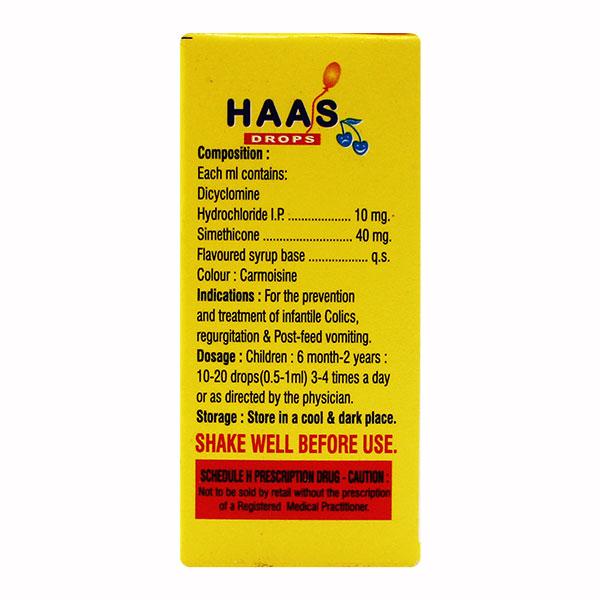 HAAS
DROPS
Composition :
Each ml contains:
Dicyclomine
Hydrochloride I.P. ................... 10 mg.
Simethicone ........................... 40 mg.
Flavoured syrup base .................. q.s.
Colour : Carmoisine
Indications : For the prevention
and treatment of infantile Colics,
regurgitation & Post-feed vomiting.
Dosage : Children : 6 month-2 years :
10-20 drops(0.5-1ml) 3-4 times a day
or as directed by the physician.
Storage : Store in a cool & dark place.
SHAKE WELL BEFORE USE.
SCHEDULE H PRESCRIPTION DRUG - CAUTION :
Not to be sold by retail without the prescription
of a Registered Medical Practitioner.